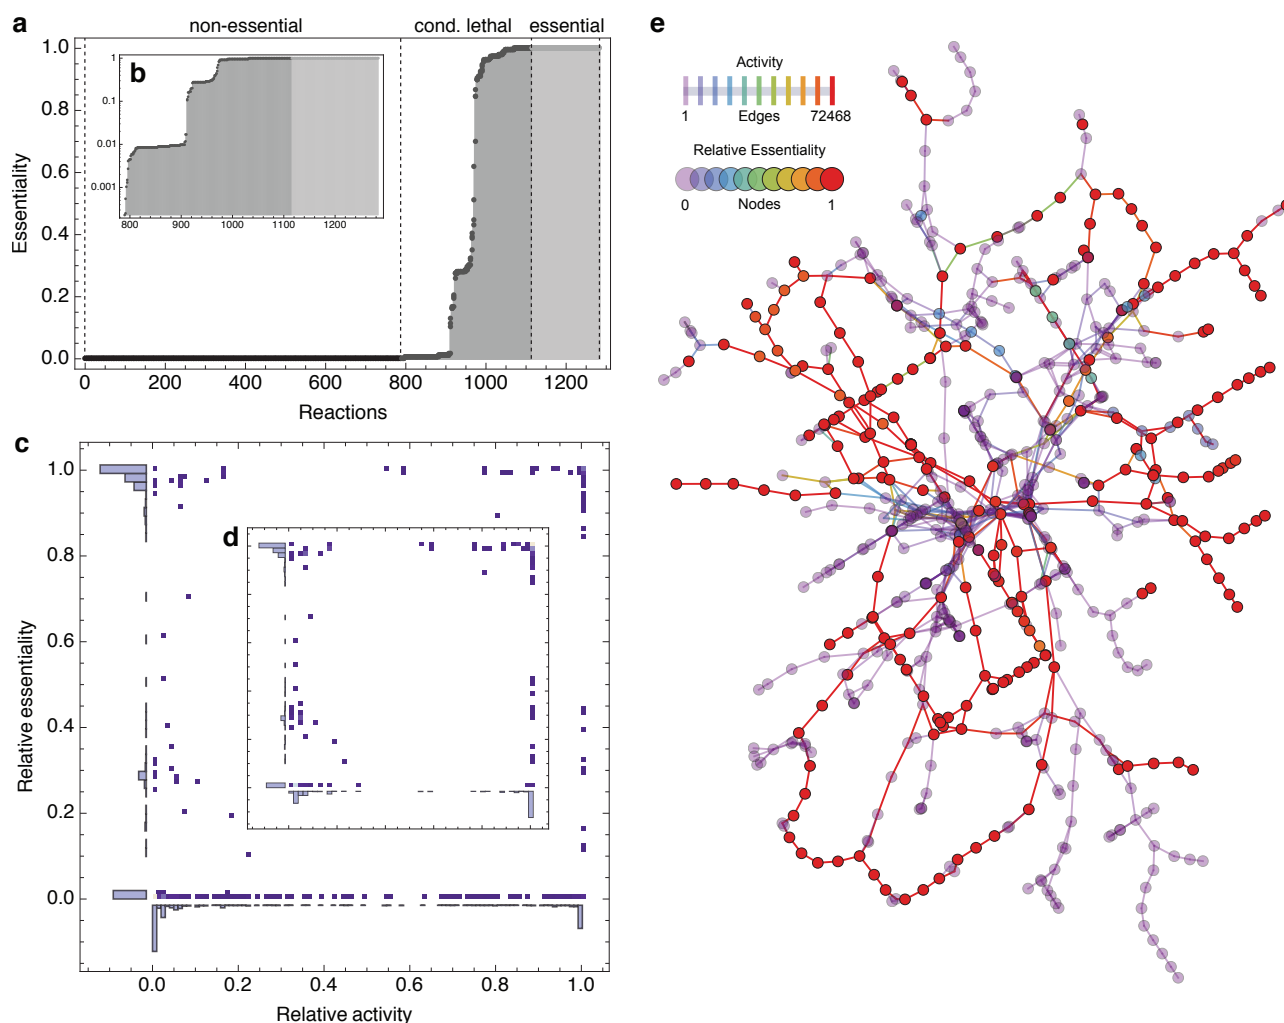 a
non-essential cond. lethal essential
1.0
0.8
0.6
0.4
0.2
0.0
Essentiality
0 200 400 600 800 1000 1200
Reactions
b
1
0.1
0.01
0.001
800 900 1000 1100 1200
c
1.0
0.8
0.6
0.4
0.2
0.0
Relative essentiality
0.0 0.2 0.4 0.6 0.8 1.0
Relative activity
d
e
Activity
1 Edges 72468
Relative Essentiality
0 Nodes 1